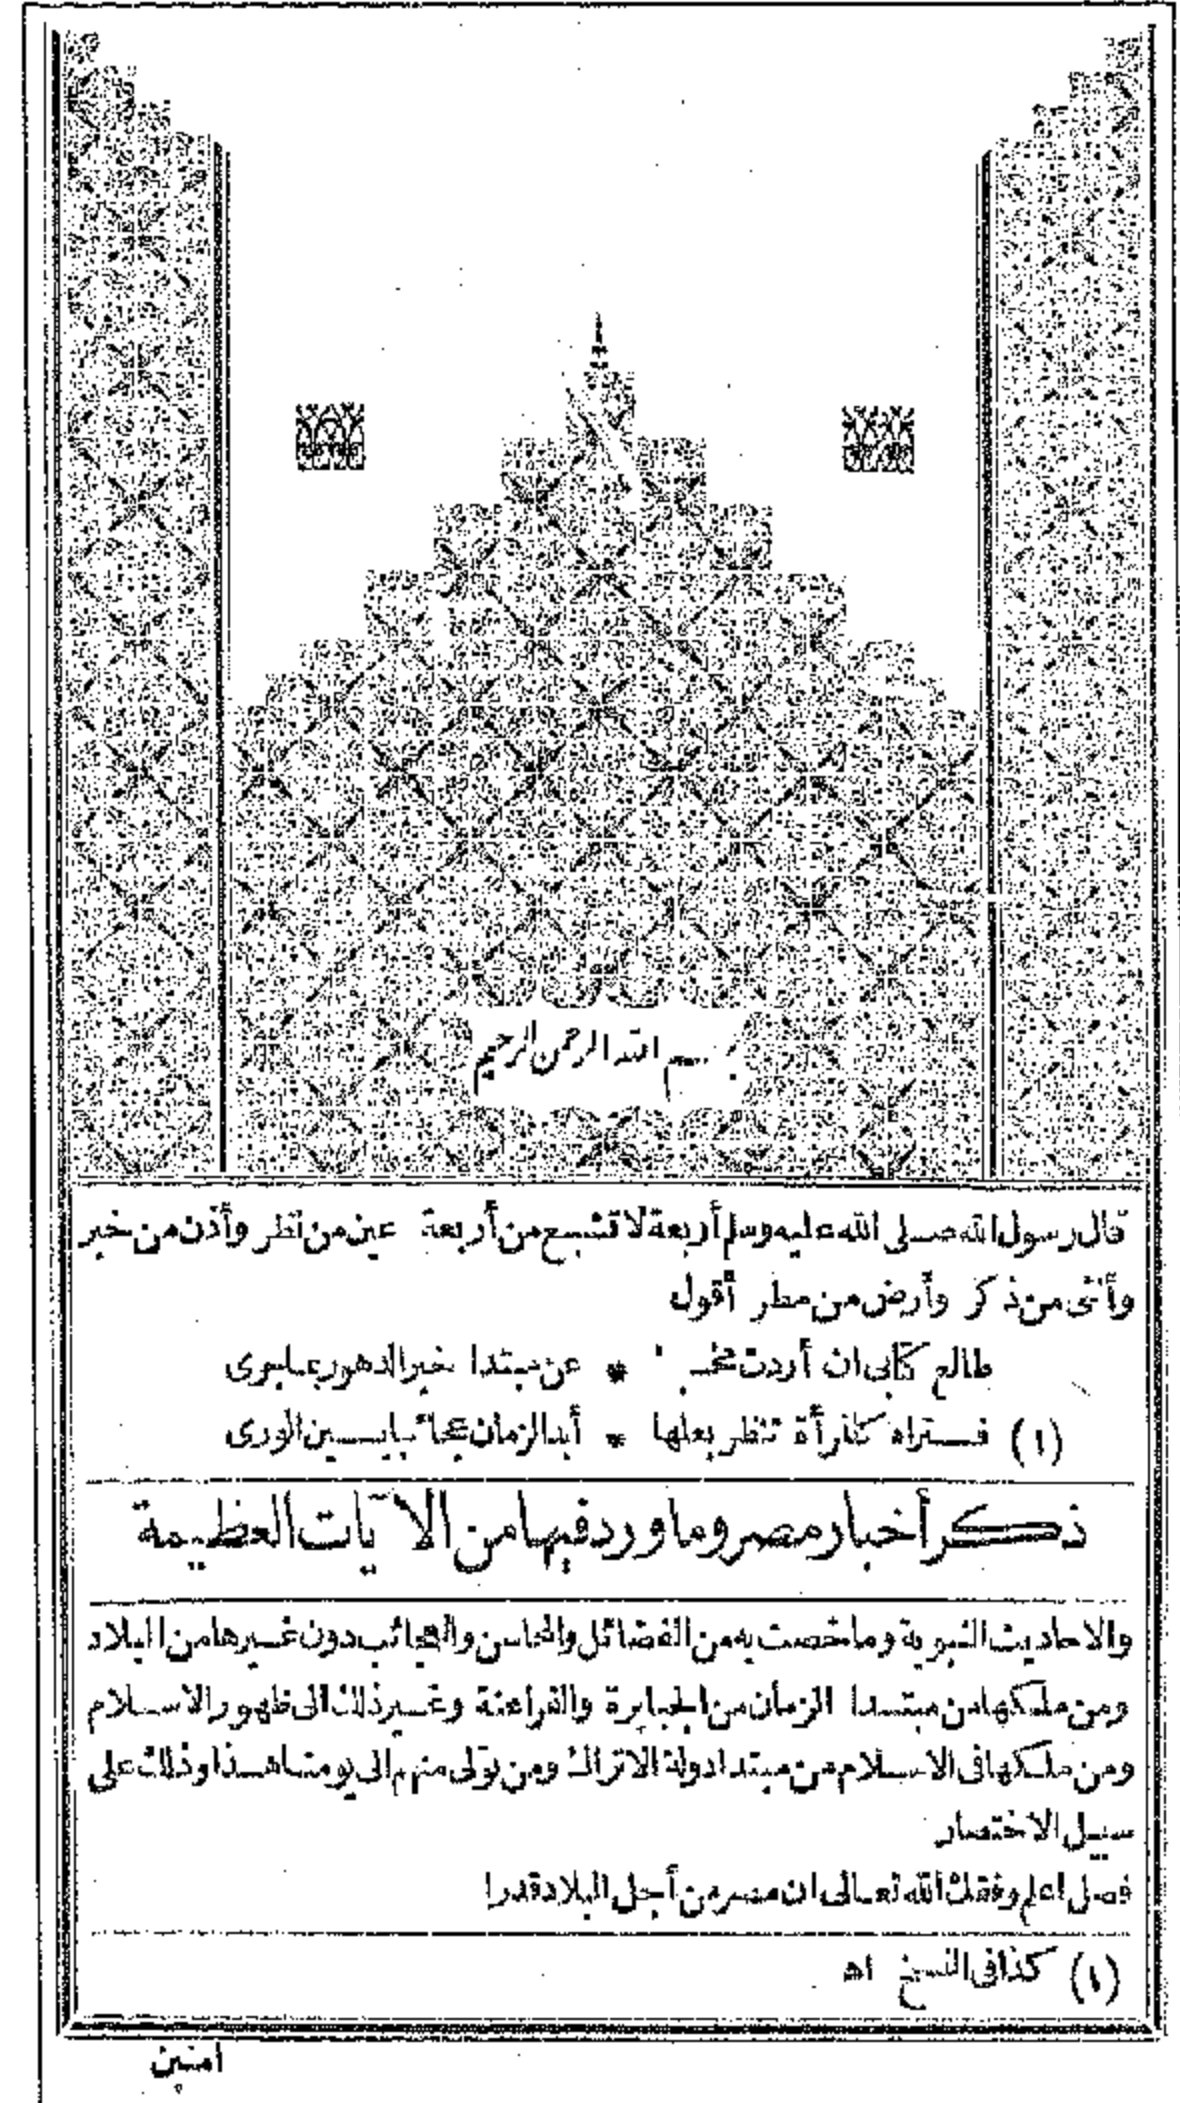 بسم الله الرحمن الرحيم
قال رسول الله صلى الله عليه وسلم أربعة لا تشبع من أربعة عين من نظر وأذن من خبر
وأنثى من ذكر وأرض من مطر أقول
طالع كتابى ان أردت * عن مبتدا خبر الدهور بما جرى
(١) فستراه كالمرأة تنظر بعلها * أبدا الزمان عجائبا بين الورى
ذكر أخبار مصر وما ورد فيها من الآيات العظيمة
والاحاديث النبوية وما خصت به من الفضائل والمحاسن والعجائب دون غيرها من البلاد
ومن ملكها من مبتدا الزمان من الجبابرة والفراعنة وغير ذلك الى ظهور الاسلام
ومن ملكها فى الاسلام من مبتدا دولة الاتراك ومن تولى منهم الى يومنا هذا وذلك على
سبيل الاختصار
فصل اعلم وفقك الله تعالى ان مصر من أجل البلاد قدرا
(١) كذا فى النسخ اه